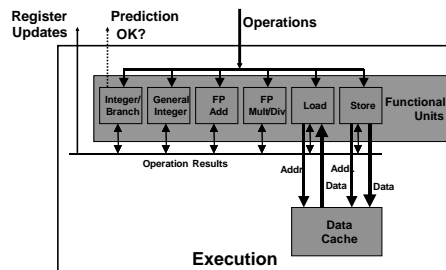 Register
Updates
Prediction
OK?
Operations
Integer/
Branch
General
Integer
FP
Add
FP
Mult/Div
Load
Store
Functional
Units
Operation Results
Addr.
Addr.
Data
Data
Data
Cache
Execution